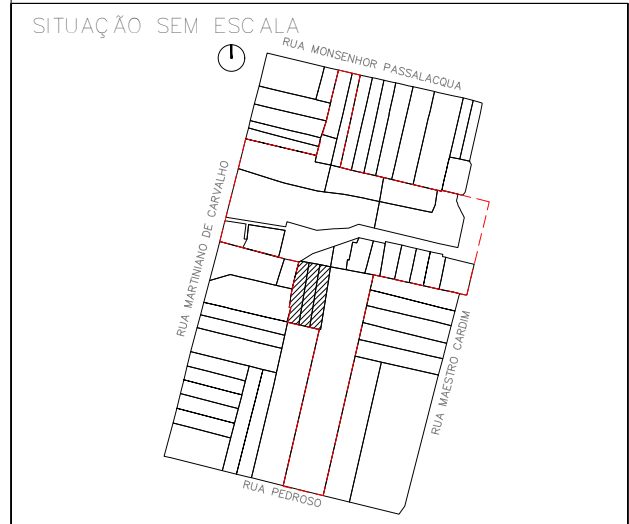 SITUAÇÃO SEM ESCALA
RUA MONSENHOR PASSALACQUA
RUA MARTINIANO DE CARVALHO
RUA MAESTRO CARDIM
RUA PEDROSO